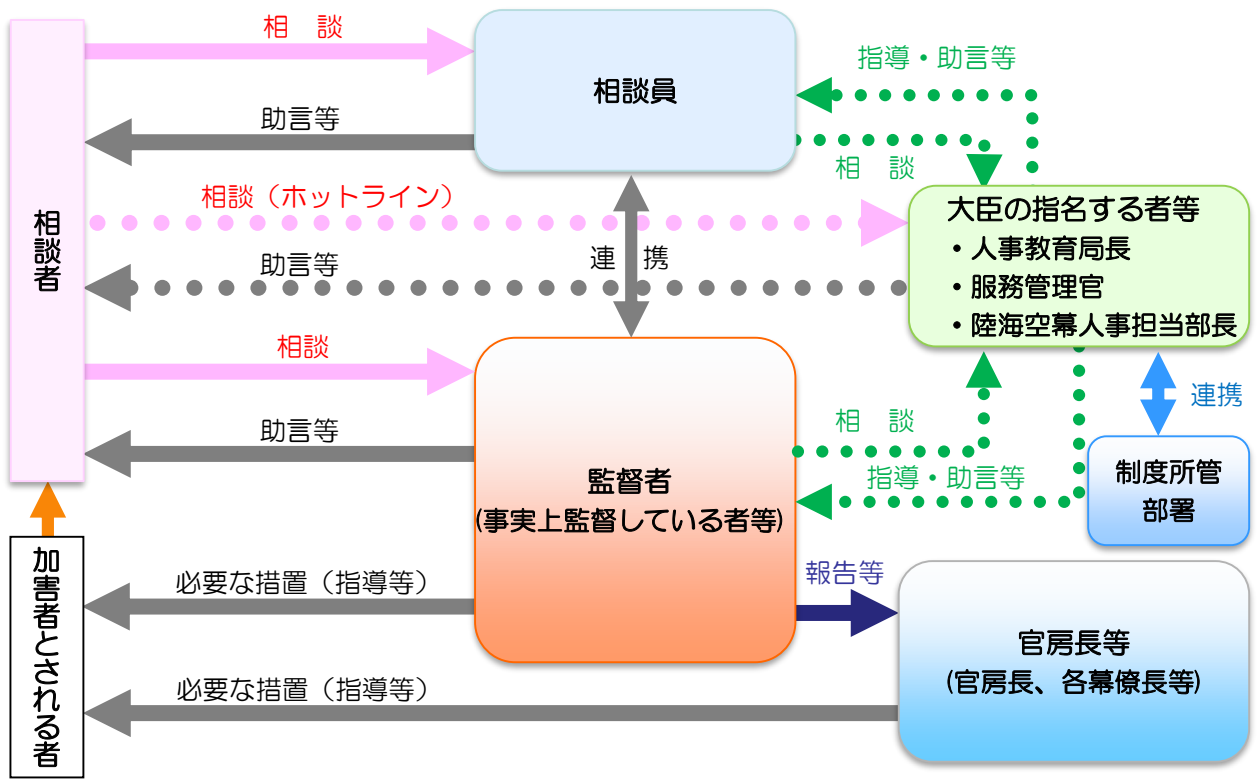 相　談
相談員
指導・助言等
助言等
相　談
相談（ホットライン）
大臣の指名する者等
・人事教育局長
・服務管理官
・陸海空幕人事担当部長
相談者
連　携
助言等
相談
連携
助言等
相　談
監督者
(事実上監督している者等)
指導・助言等
制度所管
部署
加害者とされる者
必要な措置（指導等）
報告等
官房長等
(官房長、各幕僚長等)
必要な措置（指導等）